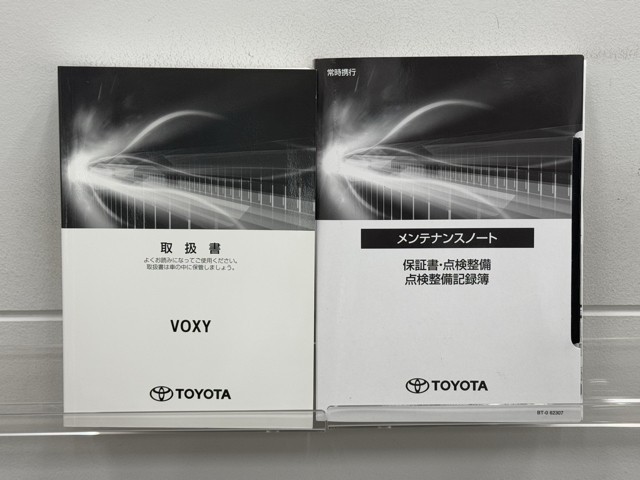 取扱書
よくお読みになってご使用ください。
取扱書は車の中に保管しましょう。
VOXY
TOYOTA
常時携行
メンテナンスノート
保証書・点検整備
点検整備記録簿
TOYOTA
BT-0 62307